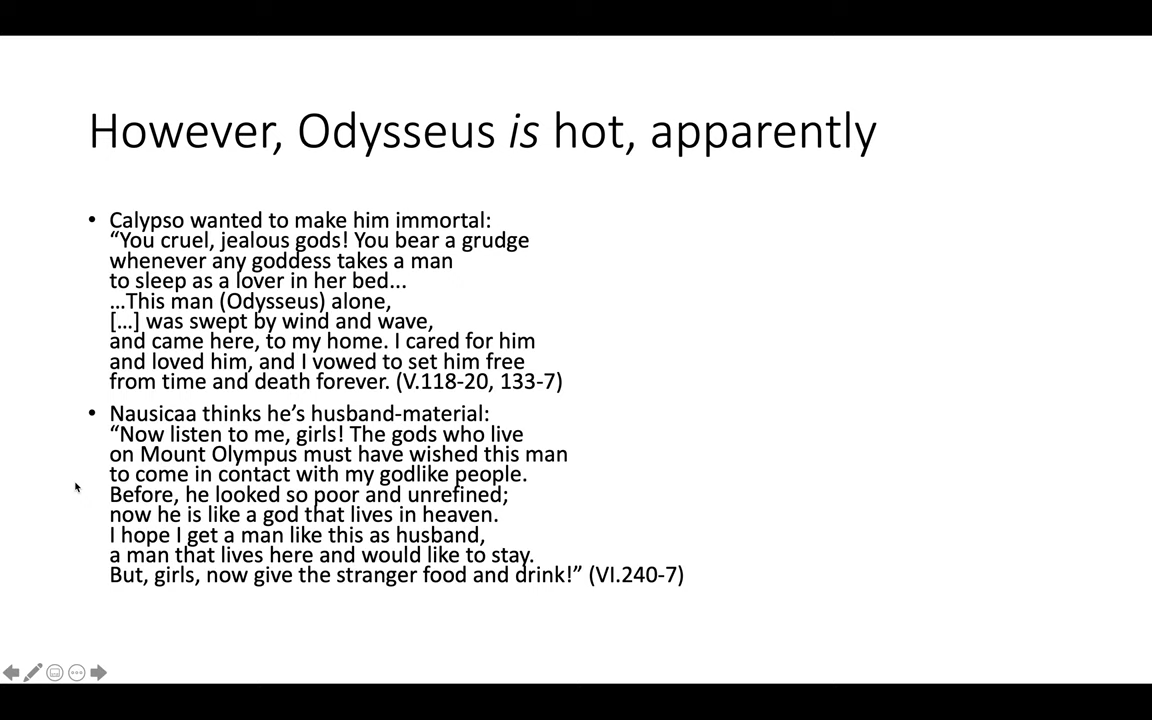 However, Odysseus is hot, apparently
• Calypso wanted to make him immortal:
“You cruel, jealous gods! You bear a grudge
whenever any goddess takes a man
to sleep as a lover in her bed...
…This man (Odysseus) alone,
[…] was swept by wind and wave,
and came here, to my home. I cared for him
and loved him, and I vowed to set him free
from time and death forever. (V.118-20, 133-7)
• Nausicaa thinks he’s husband-material:
“Now listen to me, girls! The gods who live
on Mount Olympus must have wished this man
to come in contact with my godlike people.
Before, he looked so poor and unrefined;
now he is like a god that lives in heaven.
I hope I get a man like this as husband,
a man that lives here and would like to stay.
But, girls, now give the stranger food and drink!” (VI.240-7)